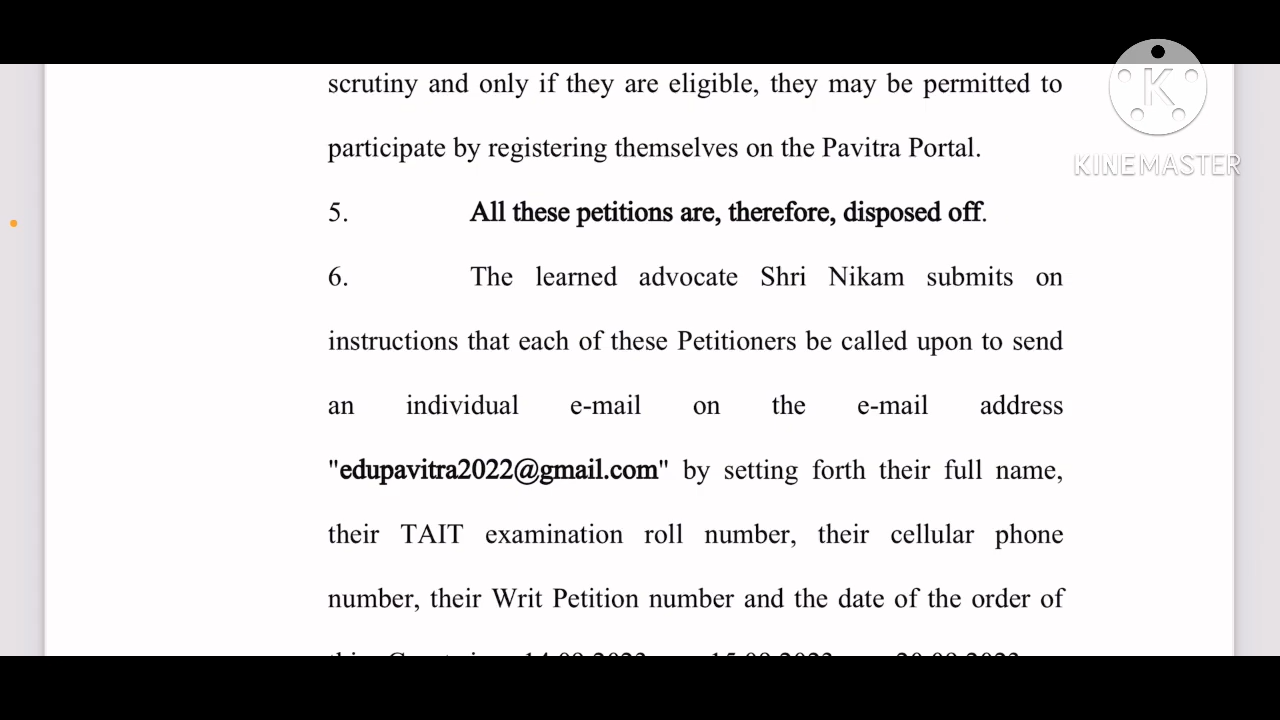 scrutiny and only if they are eligible, they may be permitted to
participate by registering themselves on the Pavitra Portal.
5. All these petitions are, therefore, disposed off.
6. The learned advocate Shri Nikam submits on
instructions that each of these Petitioners be called upon to send
an individual e-mail on the e-mail address
"edupavitra2022@gmail.com" by setting forth their full name,
their TAIT examination roll number, their cellular phone
number, their Writ Petition number and the date of the order of
K
KINEMASTER